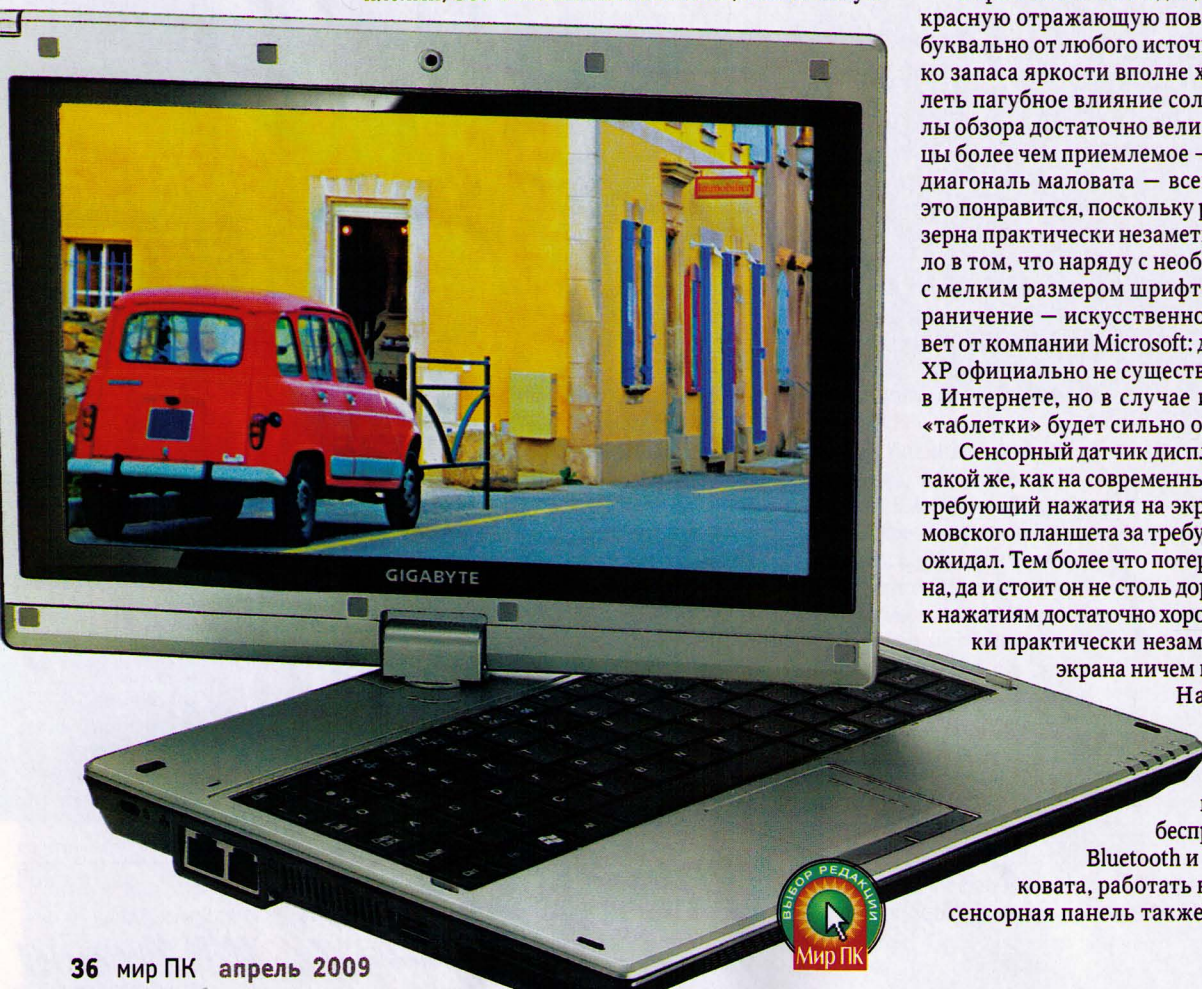 красную отражающую пов
буквально от любого источ
ко запаса яркости вполне х
леть пагубное влияние сол
лы обзора достаточно вели
цы более чем приемлемое –
диагональ маловата — все
это понравится, поскольку р
зерна практически незамет
ло в том, что наряду с необ
с мелким размером шрифт
раничение — искусственно
вет от компании Microsoft: д
XP официально не существ
в Интернете, но в случае п
«таблетки» будет сильно о
Сенсорный датчик диспл
такой же, как на современны
требующий нажатия на экр
мовского планшета за требу
ожидал. Тем более что потер
на, да и стоит он не столь дор
к нажатиям достаточно хоро
ки практически незам
экрана ничем н
На
беспр
Bluetooth и
ковата, работать н
сенсорная панель также
immobilier
GIGABYTE
ВЫБОР РЕДАКЦИИ
Мир ПК
36 мир ПК апрель 2009